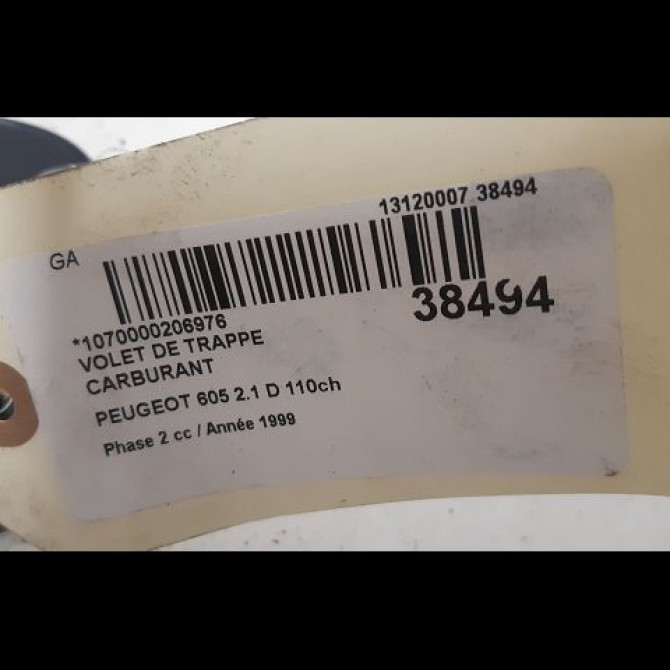 GA
13120007 38494
38494
*1070000206976
VOLET DE TRAPPE
CARBURANT
PEUGEOT 605 2.1 D 110ch
Phase 2 cc / Année 1999